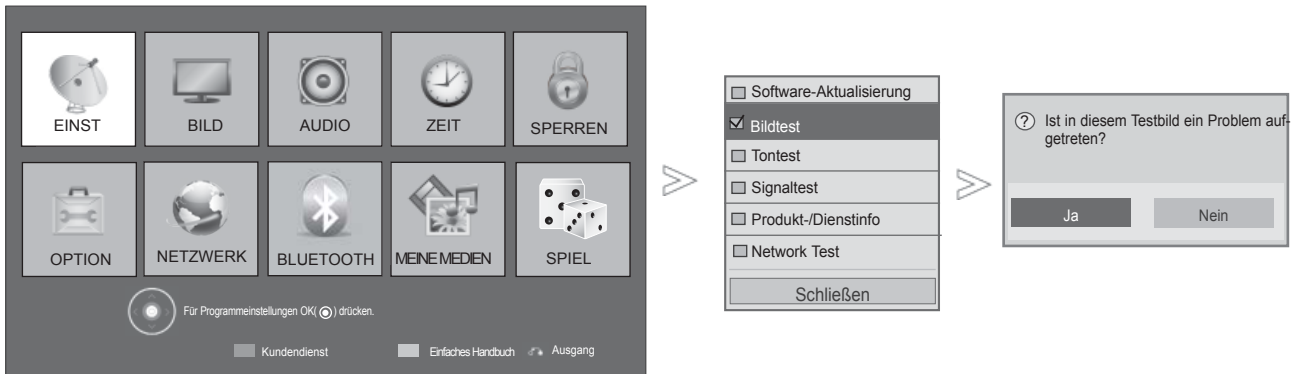 EINST
BILD
AUDIO
ZEIT
SPERREN
OPTION
NETZWERK
BLUETOOTH
MEINE MEDIEN
SPIEL
Für Programmeinstellungen OK( ) drücken.
Kundendienst
Einfaches Handbuch
Ausgang
Software-Aktualisierung
Bildtest
Tontest
Signaltest
Produkt-/Dienstinfo
Network Test
Schließen
? Ist in diesem Testbild ein Problem auf-
getreten?
Ja
Nein